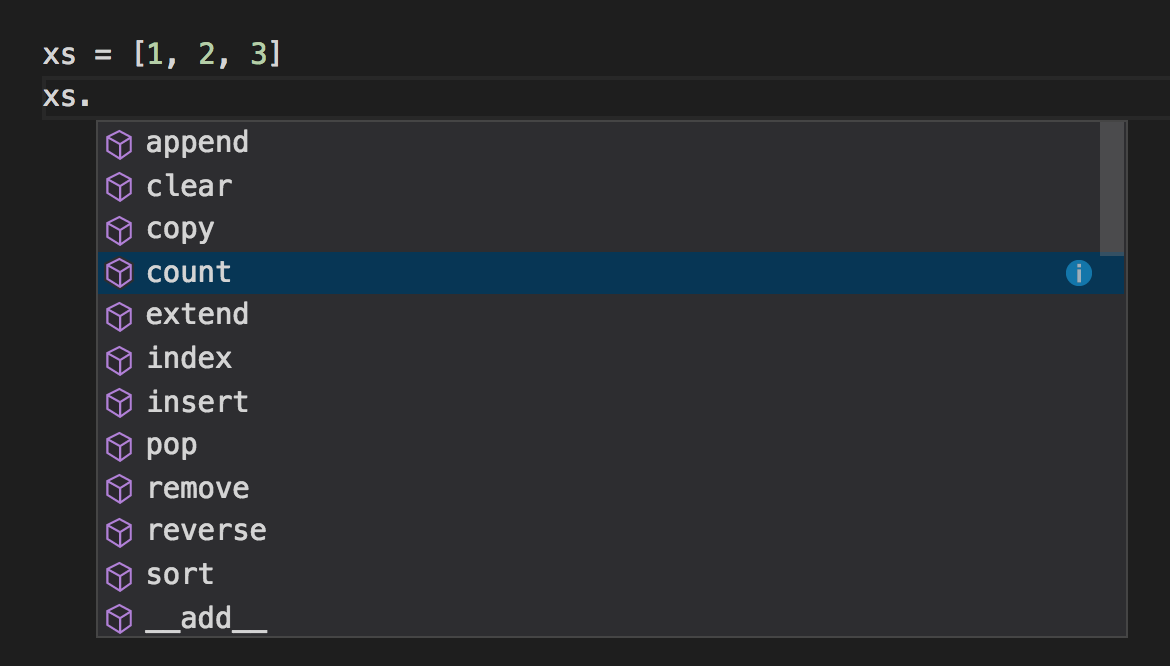 xs = [1, 2, 3]
xs.
append
clear
copy
count
extend
index
insert
pop
remove
reverse
sort
__add__